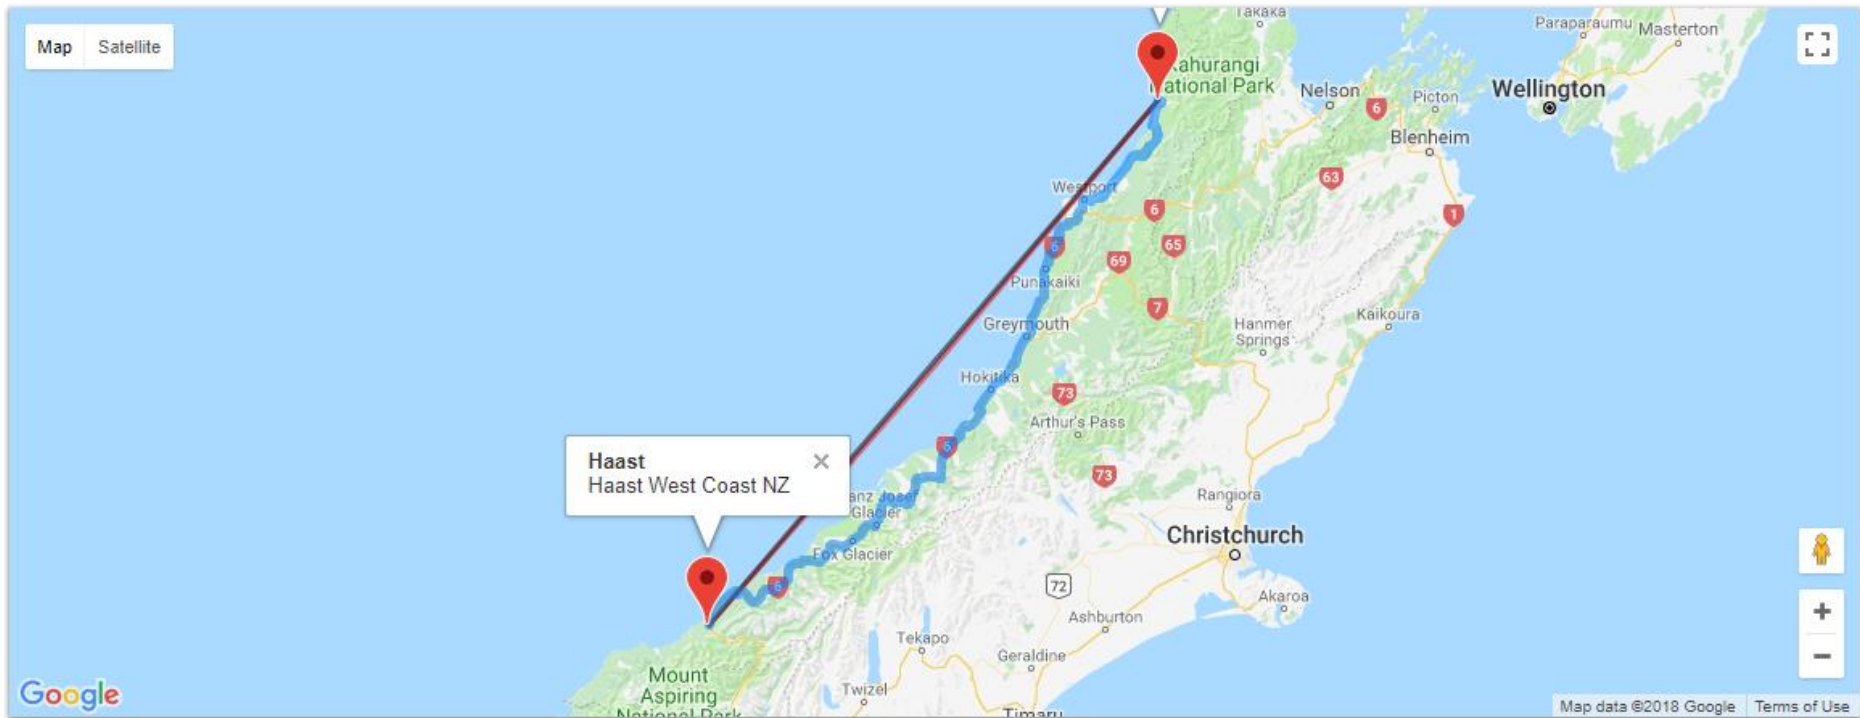 Map Satellite
Takaka
Paraparaumu
Masterton
Kahurangi
National Park
Nelson
6
Picton
Wellington
Blenheim
63
Westport
6
1
6
65
69
Punakaiki
7
Greymouth
Hanmer
Springs
Kaikoura
Hokitika
73
Arthur's Pass
6
Haast
Haast West Coast NZ
73
Rangiora
anz Josef
Glacier
Christchurch
Fox Glacier
6
72
Akaroa
Ashburton
Tekapo
Geraldine
Mount
Aspiring
National Park
Twizel
Timaru
Google
Map data ©2018 Google Terms of Use